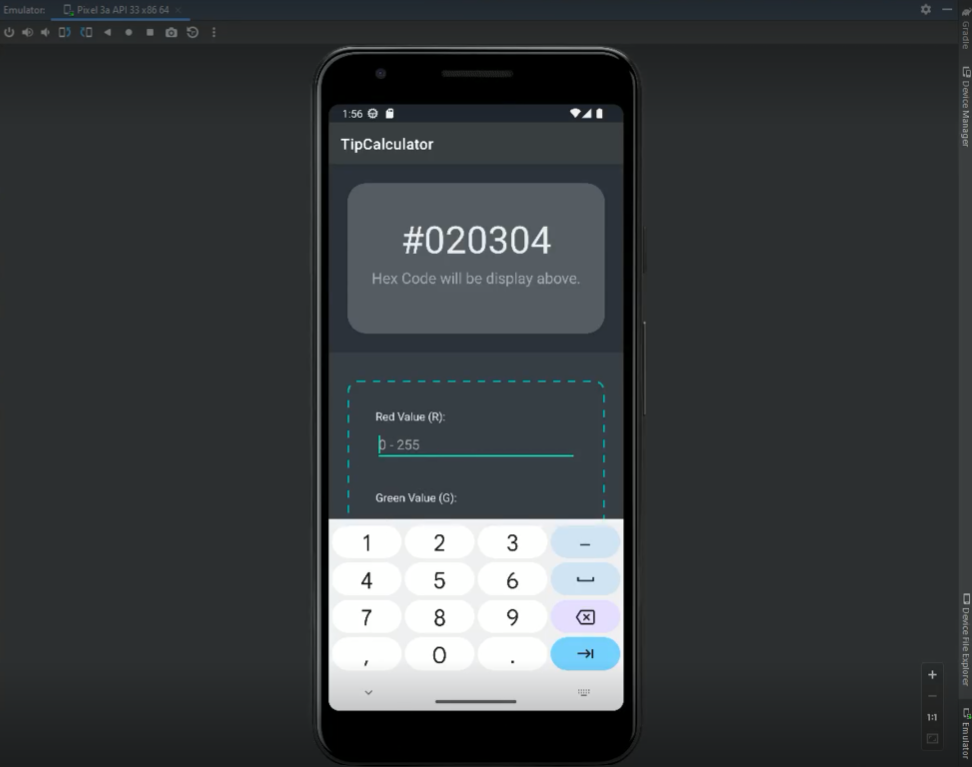 Emulator: Pixel 3a API 33 x86 64
Gradle
Device Manager
1:56
TipCalculator
#020304
Hex Code will be display above.
Red Value (R):
0 - 255
Green Value (G):
1 2 3 –
4 5 6
7 8 9
, 0 .
1:1
Device File Explorer
Emulator